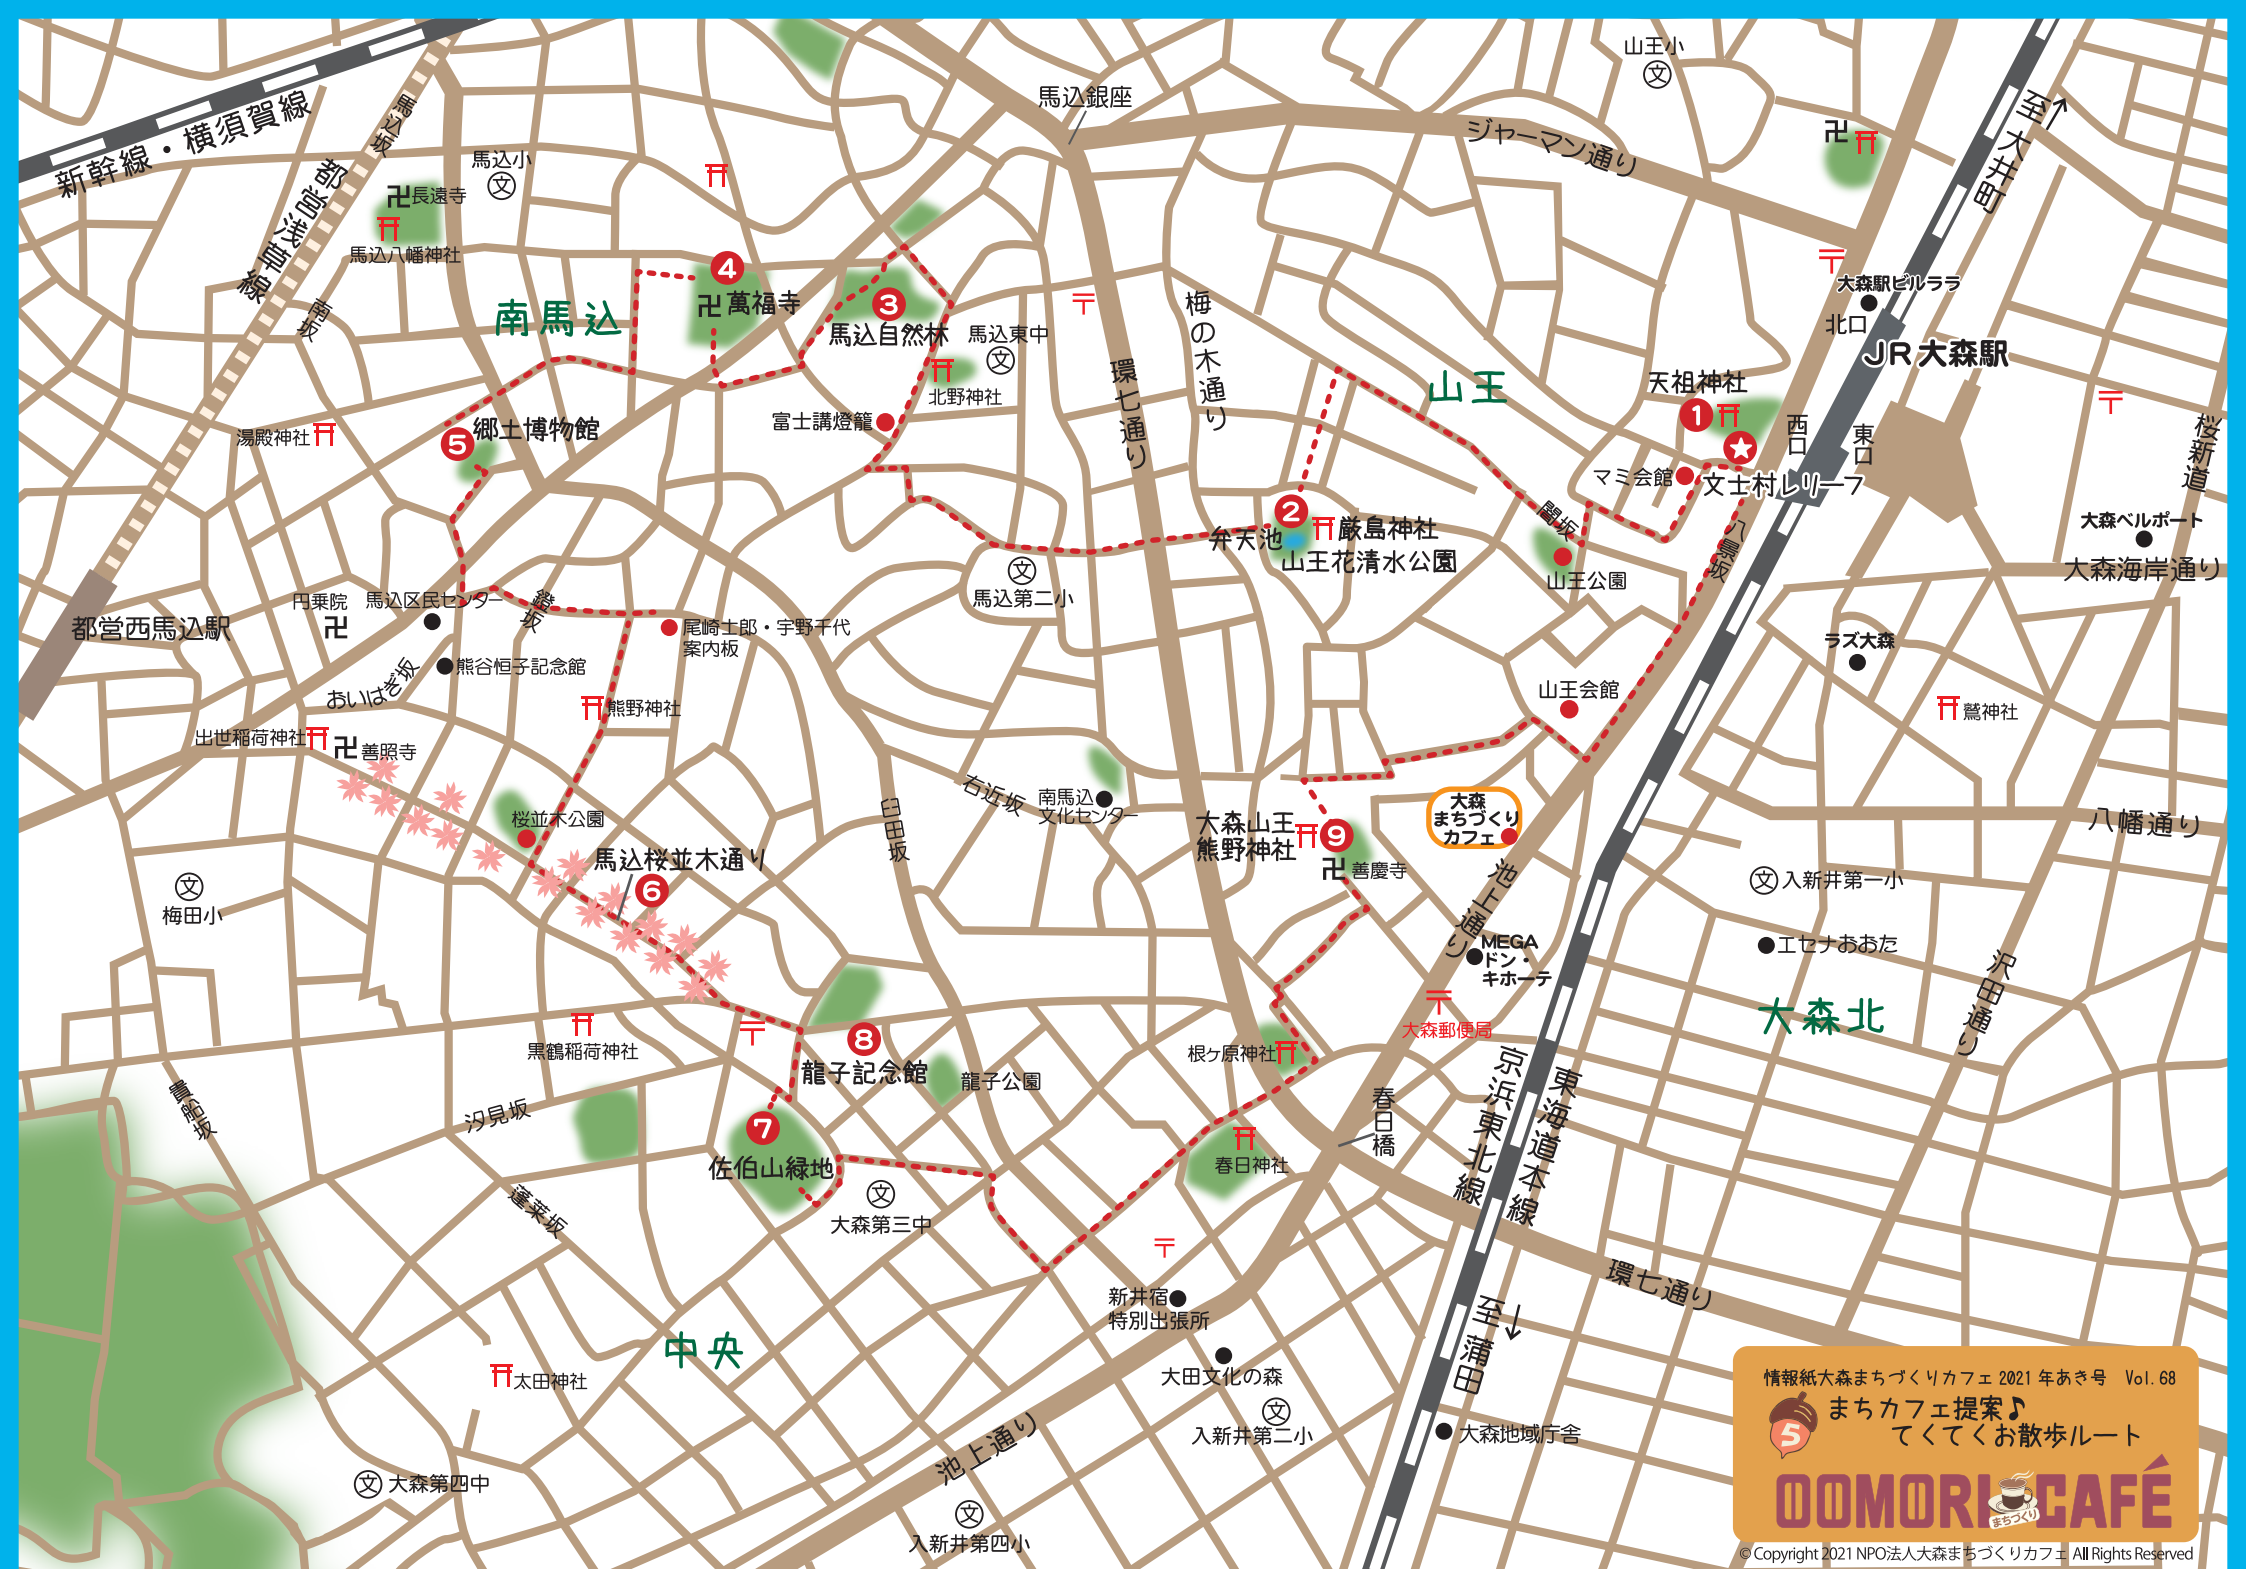 新幹線・横須賀線
馬込坂
都営浅草線
馬込小
文
長遠寺
馬込八幡神社
南坂
南馬込
馬込銀座
ジャーマン通り
山王小
文
至大井町
4
萬福寺
3
馬込自然林
馬込東中
文
北野神社
富士講燈籠
梅の木通り
環七通り
山王
天祖神社
1
大森駅ビルララ
北口
JR大森駅
西口
東口
桜新道
マミ会館
文士村レリーフ
八景坂
闇坂
大森ベルポート
大森海岸通り
湯殿神社
5
郷土博物館
2
弁天池
厳島神社
山王花清水公園
山王公園
馬込第二小
文
円乗院
馬込区民センター
鐙坂
都営西馬込駅
おいはぎ坂
熊谷恒子記念館
尾崎士郎・宇野千代
案内板
熊野神社
ラズ大森
鷲神社
山王会館
出世稲荷神社
善照寺
桜並木公園
馬込桜並木通り
6
臼田坂
右近坂
南馬込
文化センター
大森山王
熊野神社
9
善慶寺
大森
まちづくり
カフェ
池上通り
八幡通り
文
梅田小
文
入新井第一小
エセナおおた
MEGA
ドン・
キホーテ
沢田通り
大森北
大森郵便局
黒鶴稲荷神社
8
龍子記念館
龍子公園
根ヶ原神社
貴船坂
汐見坂
7
佐伯山緑地
春日橋
京浜東北線
東海道本線
春日神社
蓬莱坂
文
大森第三中
環七通り
新井宿
特別出張所
至蒲田
中央
太田神社
大田文化の森
文
入新井第二小
大森地域庁舎
池上通り
文
大森第四中
文
入新井第四小
情報紙大森まちづくりカフェ 2021 年あき号 Vol.68
5
まちカフェ提案♪
てくてくお散歩ルート
OOMORI CAFÉ
まちづくり
© Copyright 2021 NPO法人大森まちづくりカフェ All Rights Reserved